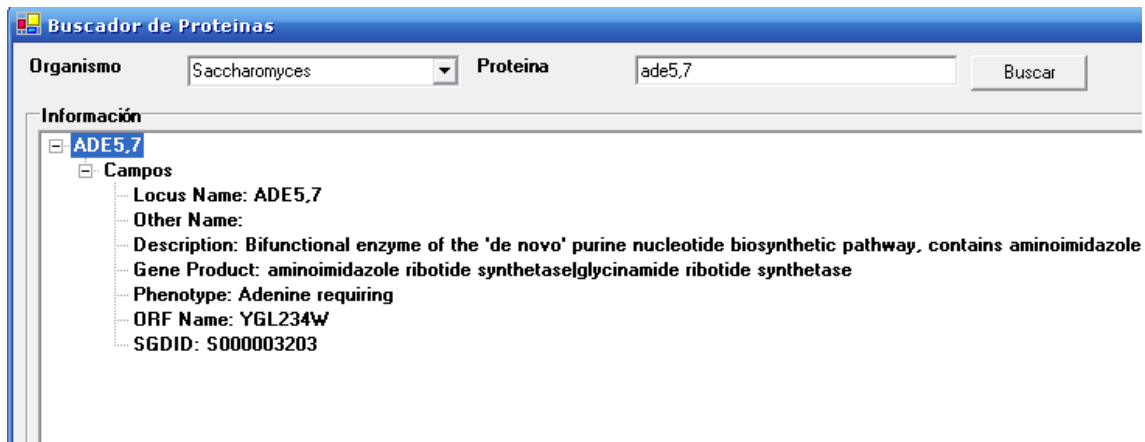 Buscador de Proteinas
Organismo Saccharomyces Proteina ade5,7 Buscar
Información
ADE5,7
Campos
Locus Name: ADE5,7
Other Name:
Description: Bifunctional enzyme of the 'de novo' purine nucleotide biosynthetic pathway, contains aminoimidazole
Gene Product: aminoimidazole ribotide synthetase|glycinamide ribotide synthetase
Phenotype: Adenine requiring
ORF Name: YGL234W
SGDID: S000003203